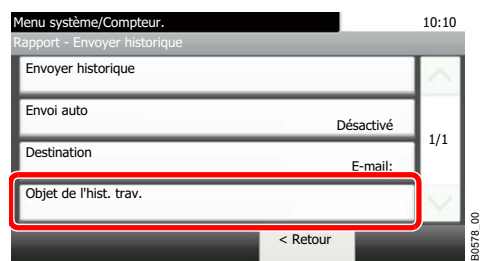 Menu système/Compteur.
10:10
Rapport - Envoyer historique
Envoyer historique
Envoi auto
Désactivé
1/1
Destination
E-mail:
Objet de l'hist. trav.
< Retour
B0578_00